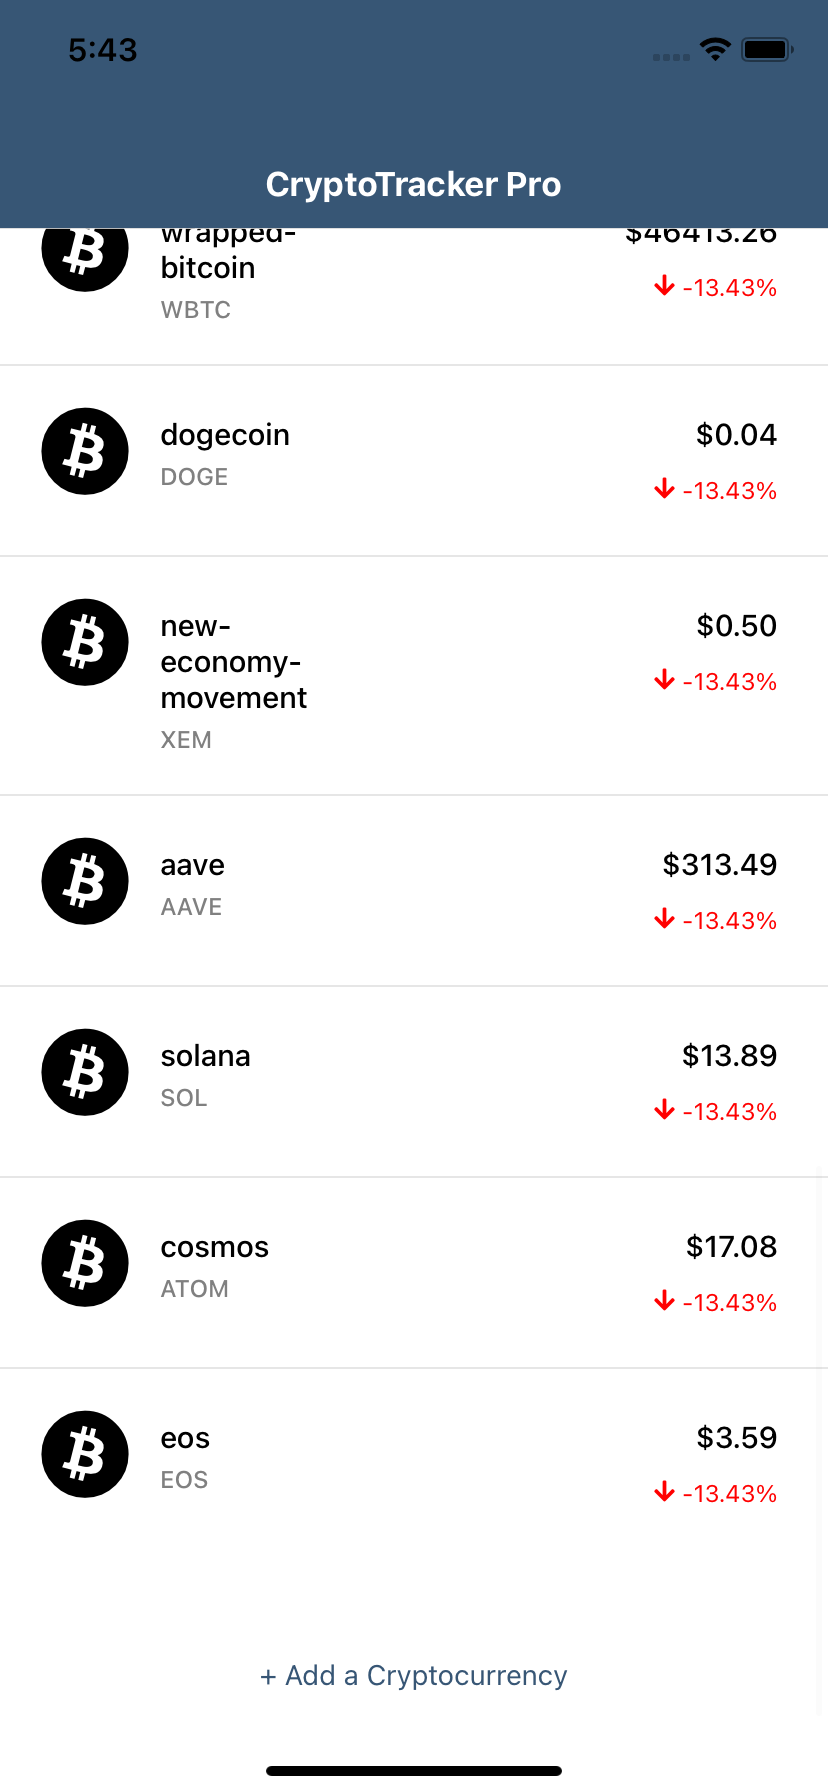 5:43
CryptoTracker Pro
wrapped-
bitcoin
WBTC
$46413.26
-13.43%
dogecoin
DOGE
$0.04
-13.43%
new-
economy-
movement
XEM
$0.50
-13.43%
aave
AAVE
$313.49
-13.43%
solana
SOL
$13.89
-13.43%
cosmos
ATOM
$17.08
-13.43%
eos
EOS
$3.59
-13.43%
+ Add a Cryptocurrency